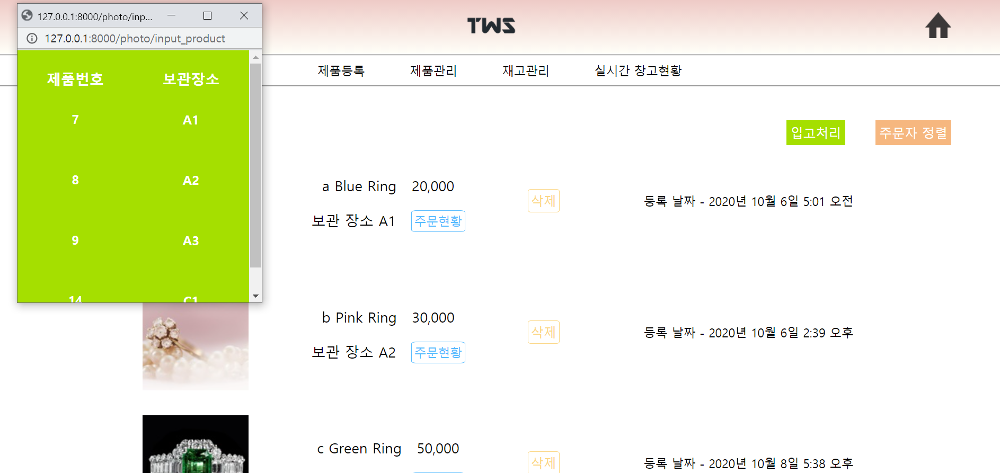 127.0.0.1:8000/photo/inp...
127.0.0.1:8000/photo/input_product
제품번호 보관장소
7 A1
8 A2
9 A3
14 C1
TWS
제품등록 제품관리 재고관리 실시간 창고현황
입고처리 주문자 정렬
a Blue Ring 20,000
보관 장소 A1 주문현황
삭제
등록 날짜 - 2020년 10월 6일 5:01 오전
b Pink Ring 30,000
보관 장소 A2 주문현황
삭제
등록 날짜 - 2020년 10월 6일 2:39 오후
c Green Ring 50,000
삭제
등록 날짜 - 2020년 10월 8일 5:38 오후